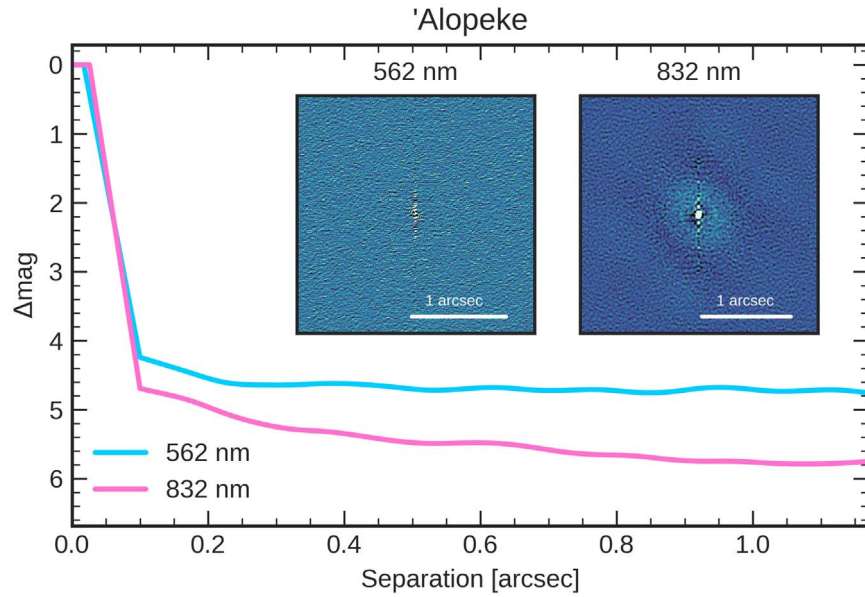 'Alopeke
562 nm
832 nm
1 arcsec
1 arcsec
0
1
2
3
4
5
6
Δmag
562 nm
832 nm
0.0
0.2
0.4
0.6
0.8
1.0
Separation [arcsec]